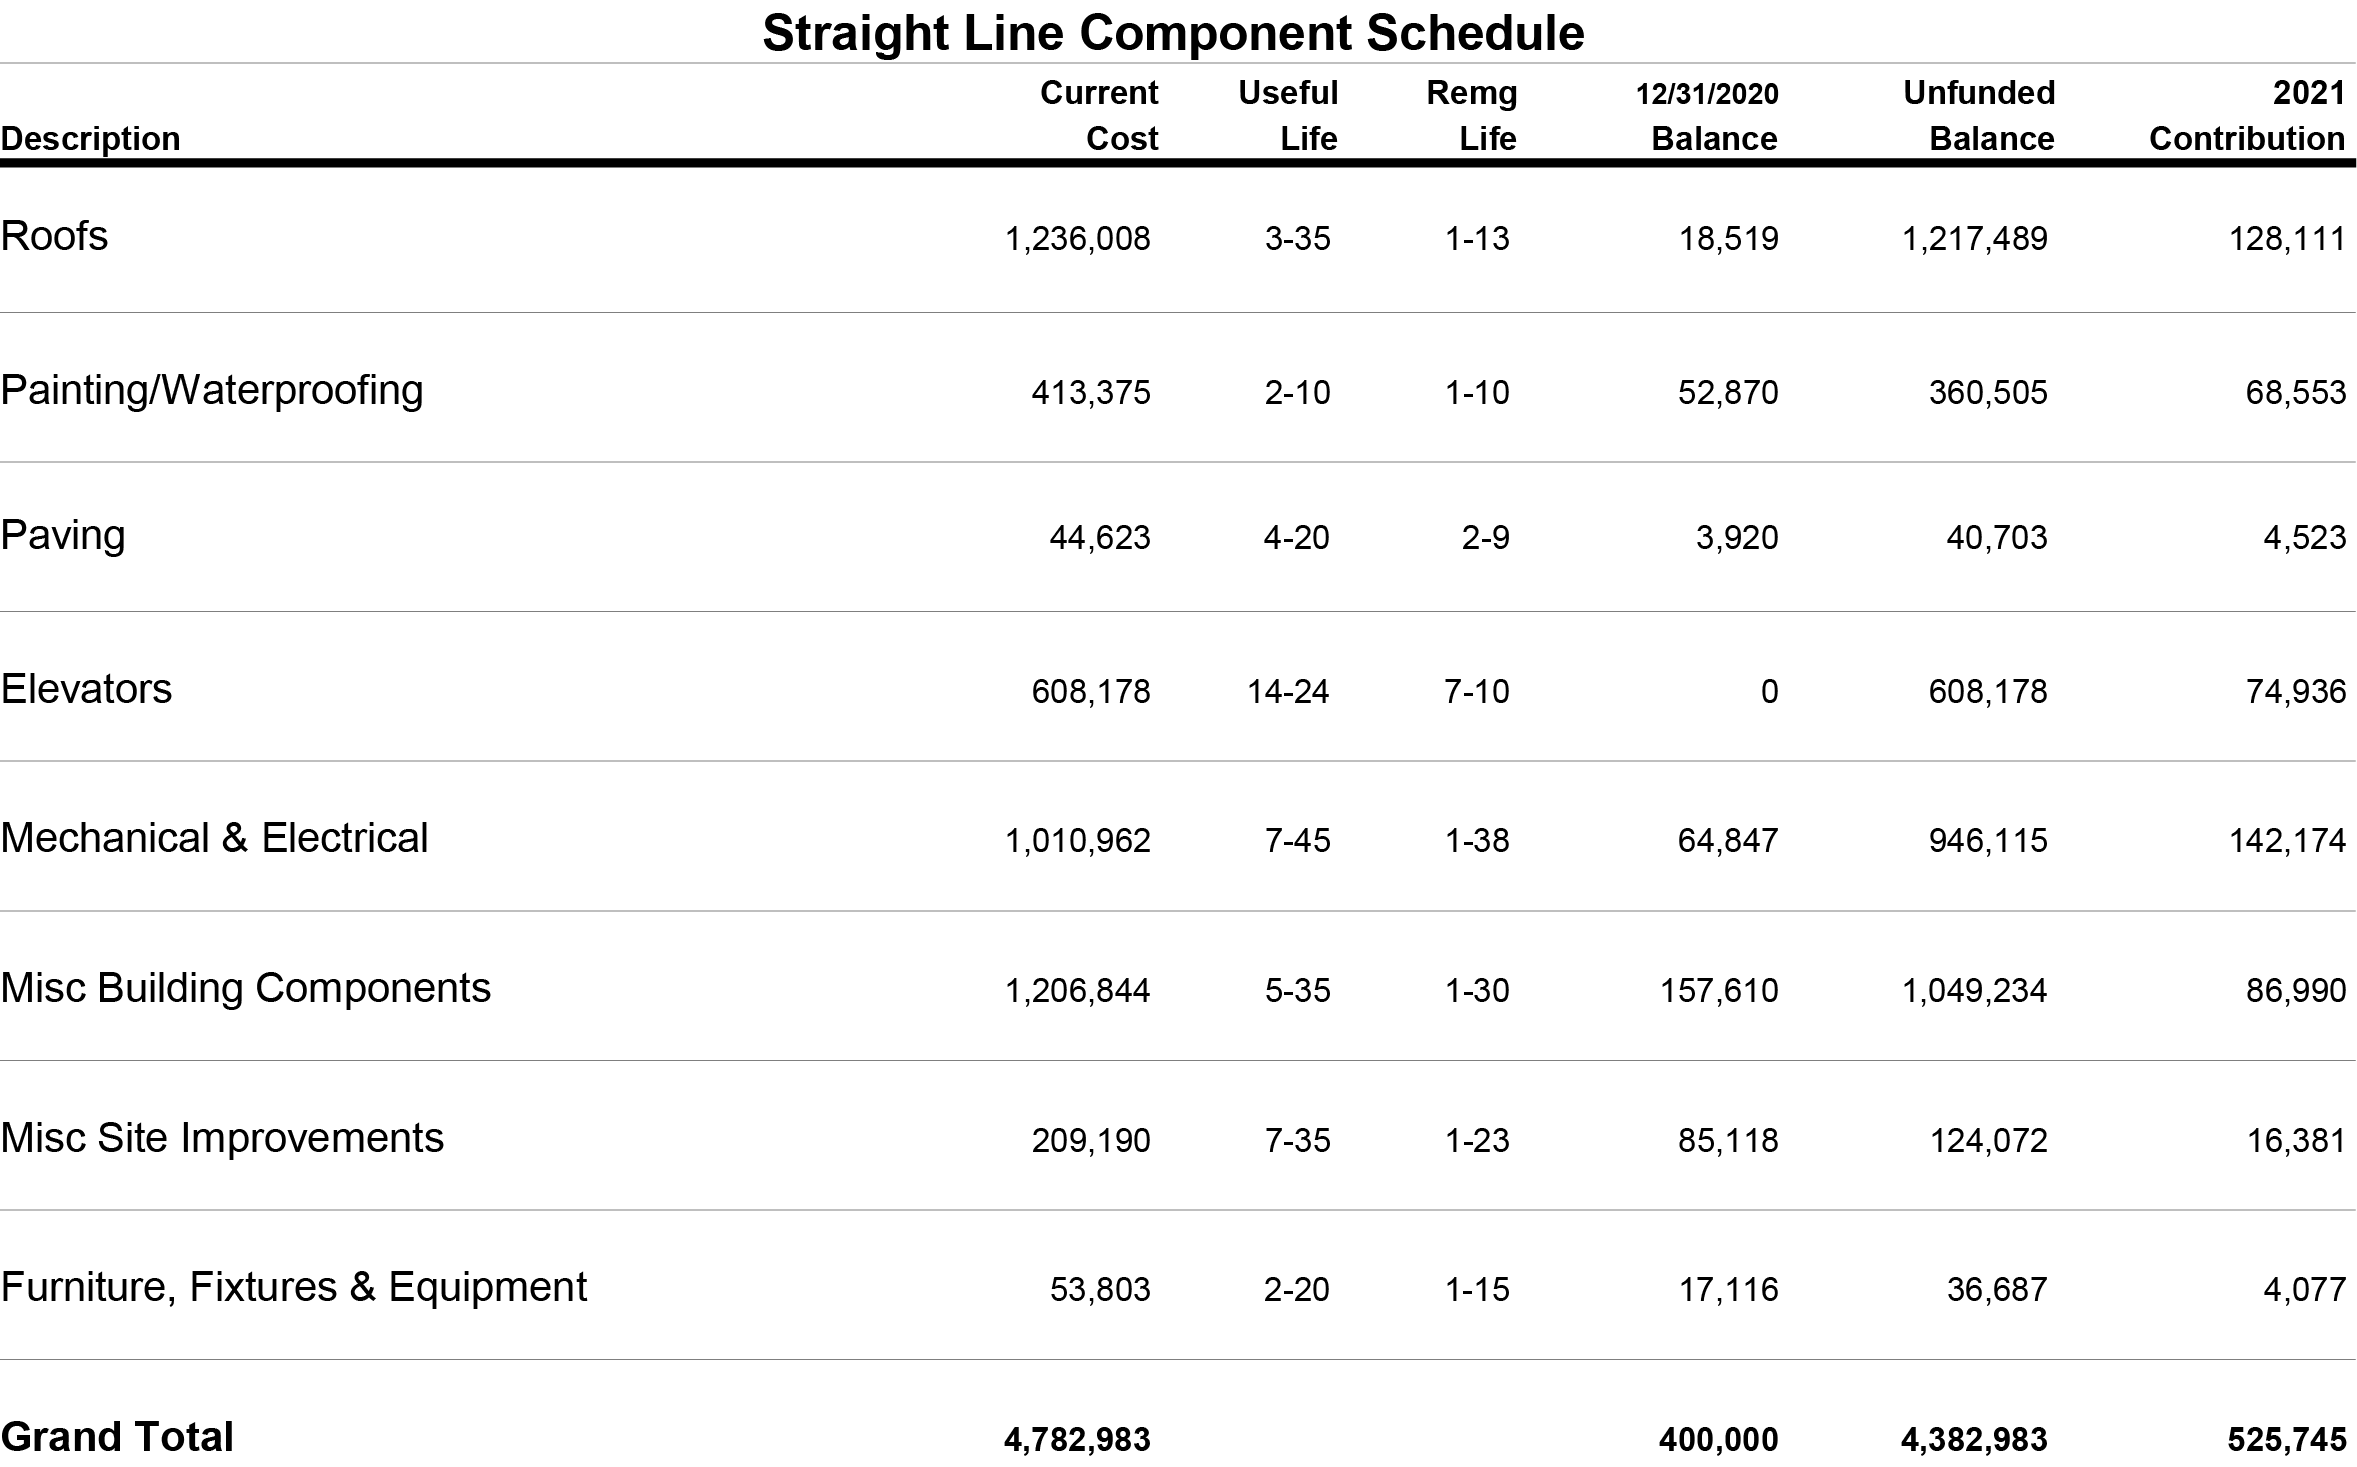 Straight Line Component Schedule
Current Useful Remg 12/31/2020 Unfunded 2021
Description Cost Life Life Balance Balance Contribution
Roofs 1,236,008 3-35 1-13 18,519 1,217,489 128,111
Painting/Waterproofing 413,375 2-10 1-10 52,870 360,505 68,553
Paving 44,623 4-20 2-9 3,920 40,703 4,523
Elevators 608,178 14-24 7-10 0 608,178 74,936
Mechanical & Electrical 1,010,962 7-45 1-38 64,847 946,115 142,174
Misc Building Components 1,206,844 5-35 1-30 157,610 1,049,234 86,990
Misc Site Improvements 209,190 7-35 1-23 85,118 124,072 16,381
Furniture, Fixtures & Equipment 53,803 2-20 1-15 17,116 36,687 4,077
Grand Total 4,782,983 400,000 4,382,983 525,745